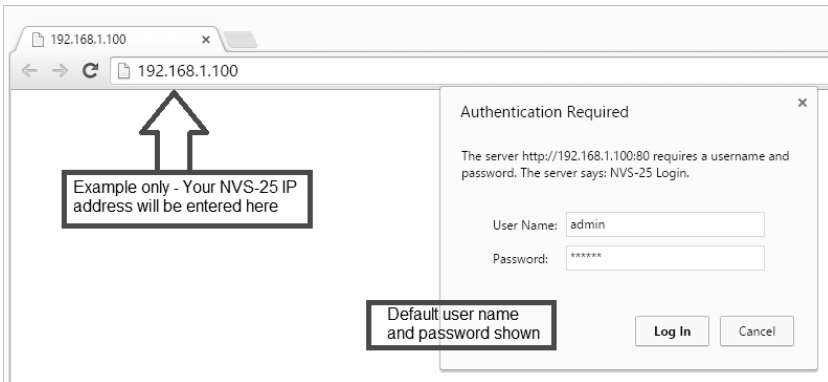 192.168.1.100
192.168.1.100
Example only - Your NVS-25 IP
address will be entered here
Authentication Required
The server http://192.168.1.100:80 requires a username and
password. The server says: NVS-25 Login.
User Name: admin
Password: ******
Default user name
and password shown
Log In
Cancel